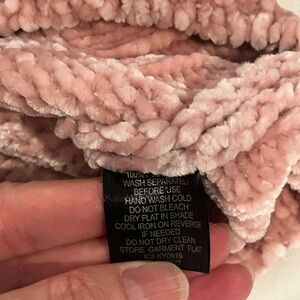 100%
WASH SEPARATELY
BEFORE USE
HAND WASH COLD
DO NOT BLEACH
DRY FLAT IN SHADE
COOL IRON ON REVERSE
IF NEEDED
DO NOT DRY CLEAN
STORE GARMENT FLAT